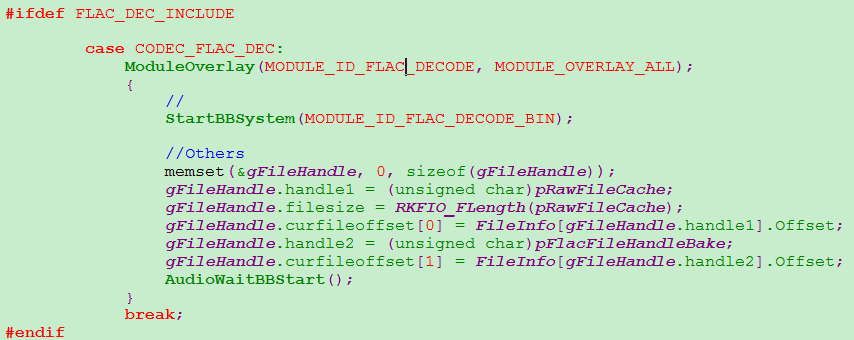 #ifdef FLAC_DEC_INCLUDE
case CODEC_FLAC_DEC:
ModuleOverlay(MODULE_ID_FLAC_DECODE, MODULE_OVERLAY_ALL);
{
//
StartBBSystem(MODULE_ID_FLAC_DECODE_BIN);
//Others
memset(&gFileHandle, 0, sizeof(gFileHandle));
gFileHandle.handle1 = (unsigned char)pRawFileCache;
gFileHandle.filesize = RKFIO_FLength(pRawFileCache);
gFileHandle.curfileoffset[0] = FileInfo[gFileHandle.handle1].Offset;
gFileHandle.handle2 = (unsigned char)pFlacFileHandleBake;
gFileHandle.curfileoffset[1] = FileInfo[gFileHandle.handle2].Offset;
AudioWaitBBStart();
}
break;
#endif